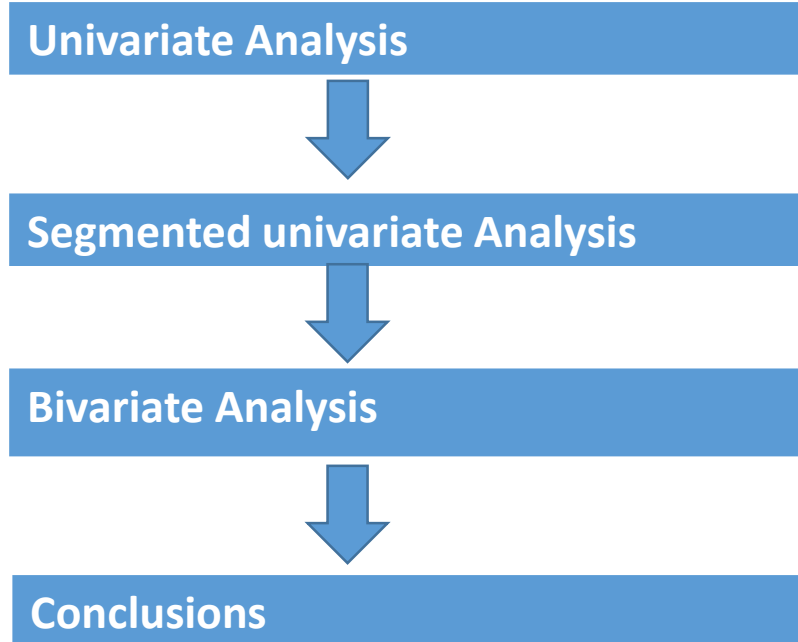 Univariate Analysis
Segmented univariate Analysis
Bivariate Analysis
Conclusions